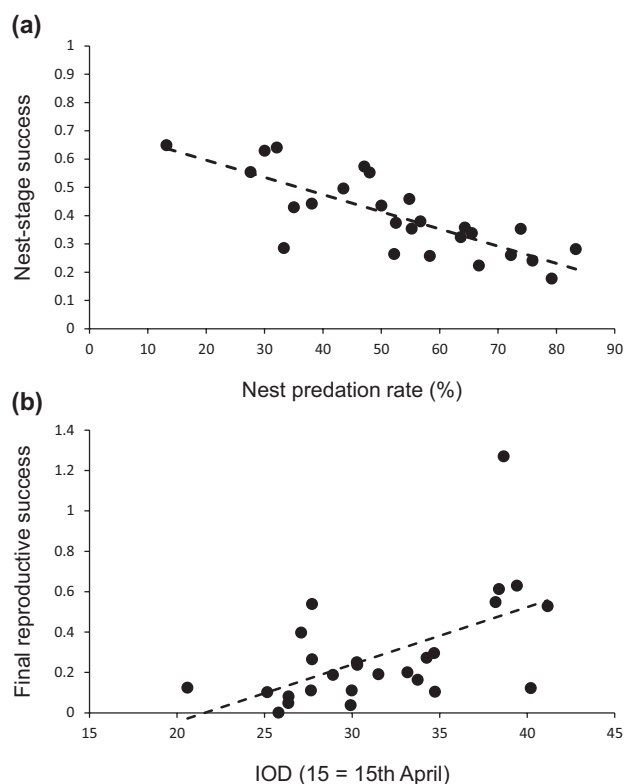 (a)
Nest-stage success
1
0.9
0.8
0.7
0.6
0.5
0.4
0.3
0.2
0.1
0
0 10 20 30 40 50 60 70 80 90
Nest predation rate (%)
(b)
Final reproductive success
1.4
1.2
1
0.8
0.6
0.4
0.2
0
15 20 25 30 35 40 45
IOD (15 = 15th April)